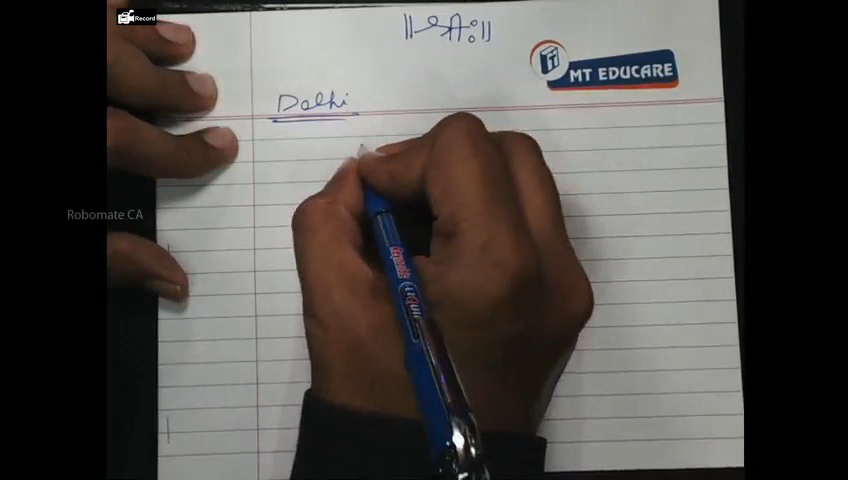 Record
॥ श्रीः ॥
MT EDUCARE
Delhi
Robomate CA